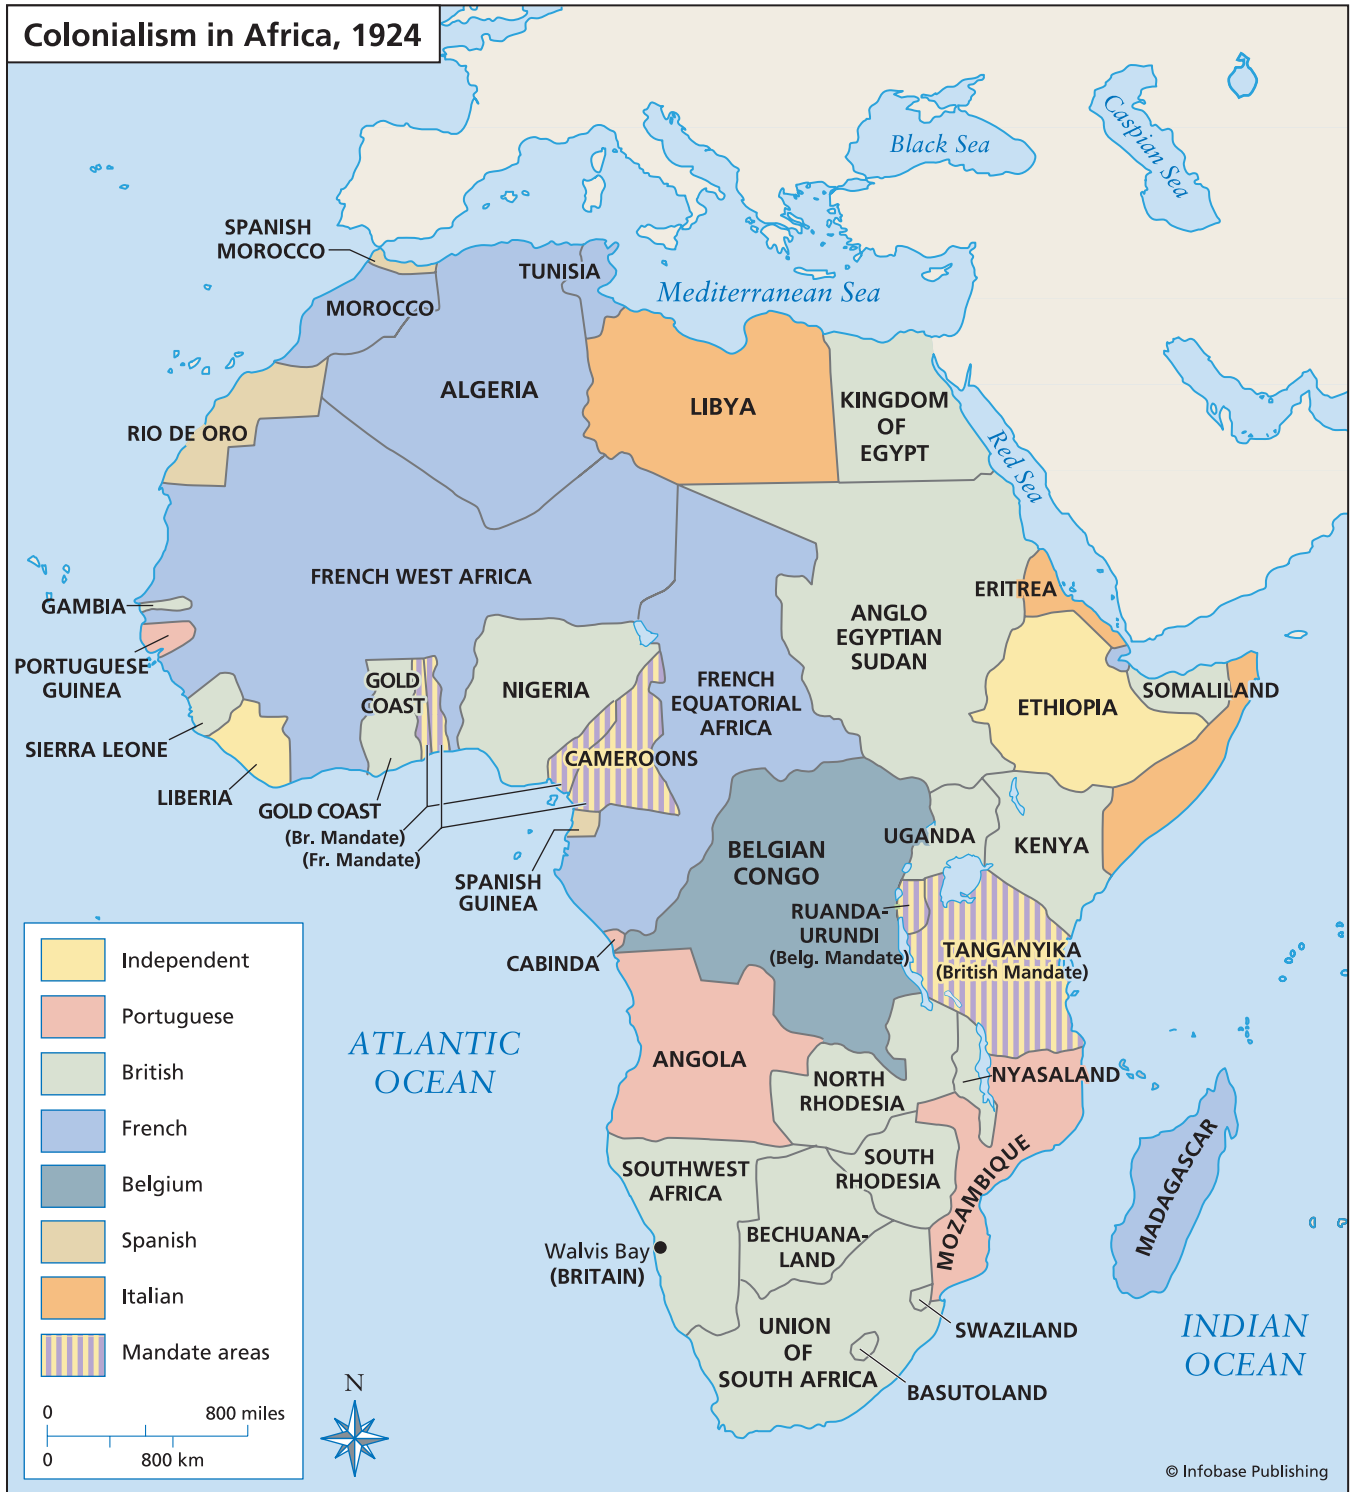 Colonialism in Africa, 1924
Black Sea
Caspian Sea
SPANISH
MOROCCO
TUNISIA
Mediterranean Sea
MOROCCO
ALGERIA
LIBYA
KINGDOM
OF
EGYPT
RIO DE ORO
Red Sea
FRENCH WEST AFRICA
ERITREA
GAMBIA
ANGLO
EGYPTIAN
SUDAN
PORTUGUESE
GUINEA
GOLD
COAST
NIGERIA
FRENCH
EQUATORIAL
AFRICA
SOMALILAND
ETHIOPIA
SIERRA LEONE
CAMEROONS
LIBERIA
GOLD COAST
(Br. Mandate)
(Fr. Mandate)
UGANDA
KENYA
BELGIAN
CONGO
SPANISH
GUINEA
RUANDA-
URUNDI
(Belg. Mandate)
TANGANYIKA
(British Mandate)
CABINDA
ATLANTIC
OCEAN
ANGOLA
NORTH
RHODESIA
NYASALAND
SOUTHWEST
AFRICA
SOUTH
RHODESIA
MOZAMBIQUE
MADAGASCAR
BECHUANA-
LAND
Walvis Bay
(BRITAIN)
UNION
OF
SOUTH AFRICA
SWAZILAND
BASUTOLAND
INDIAN
OCEAN
Independent
Portuguese
British
French
Belgium
Spanish
Italian
Mandate areas
0 800 miles
0 800 km
N
© Infobase Publishing